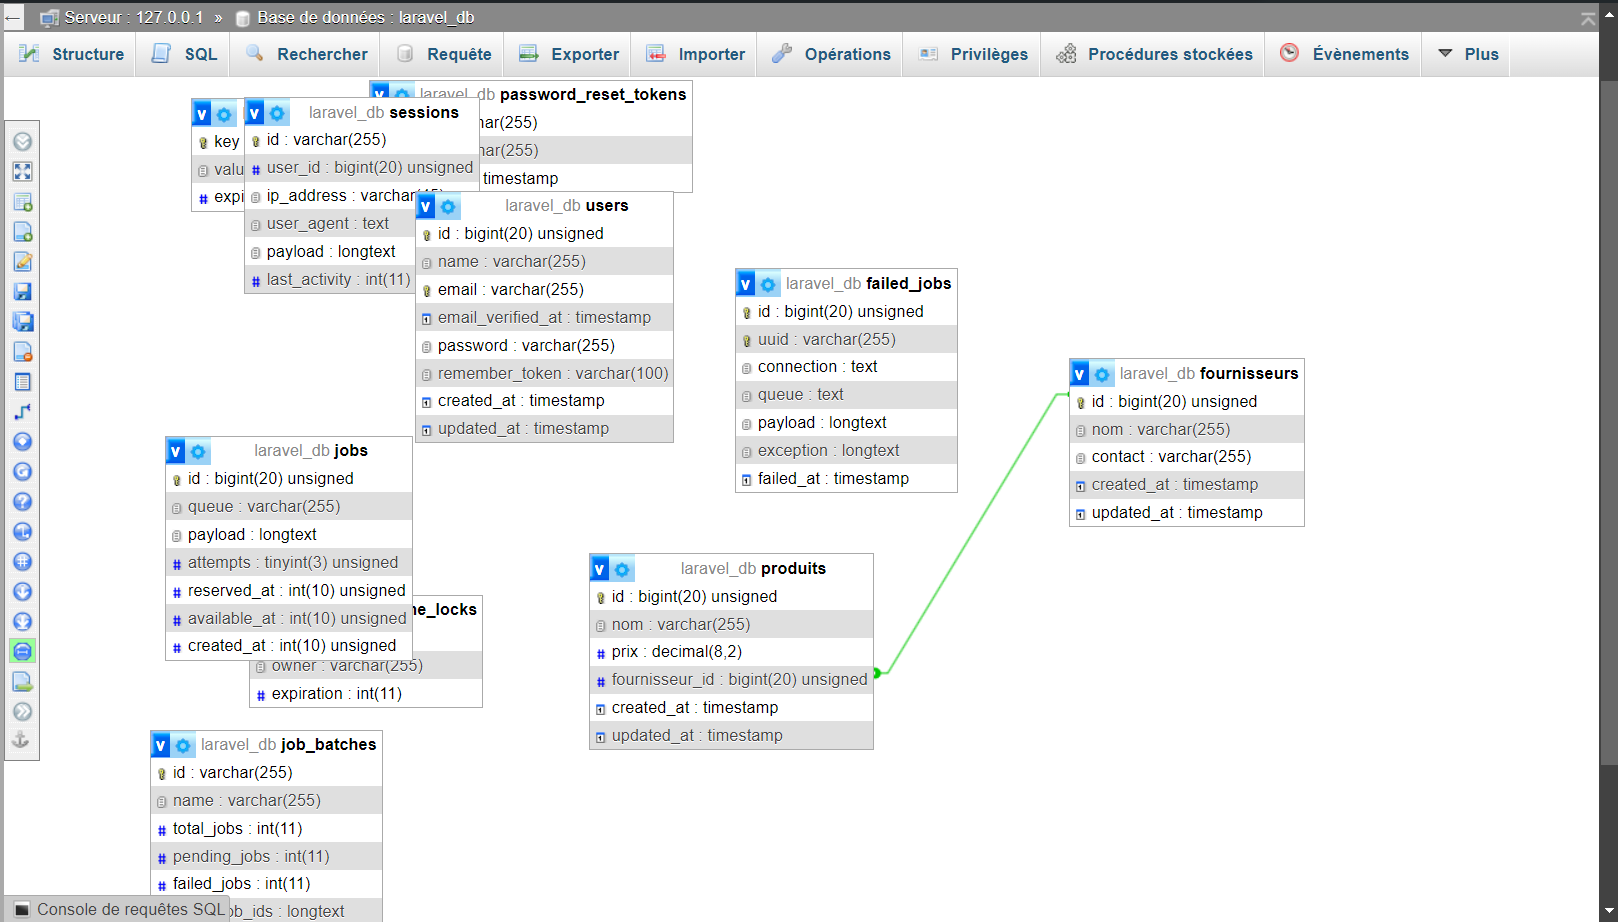 Serveur : 127.0.0.1 » Base de données : laravel_db
Structure SQL Rechercher Requête Exporter Importer Opérations Privilèges Procédures stockées Évènements Plus
laravel_db password_reset_tokens
har(255)
har(255)
timestamp
key
valu
expi
laravel_db sessions
id : varchar(255)
user_id : bigint(20) unsigned
ip_address : varchar(45)
user_agent : text
payload : longtext
last_activity : int(11)
laravel_db users
id : bigint(20) unsigned
name : varchar(255)
email : varchar(255)
email_verified_at : timestamp
password : varchar(255)
remember_token : varchar(100)
created_at : timestamp
updated_at : timestamp
laravel_db failed_jobs
id : bigint(20) unsigned
uuid : varchar(255)
connection : text
queue : text
payload : longtext
exception : longtext
failed_at : timestamp
laravel_db fournisseurs
id : bigint(20) unsigned
nom : varchar(255)
contact : varchar(255)
created_at : timestamp
updated_at : timestamp
laravel_db jobs
id : bigint(20) unsigned
queue : varchar(255)
payload : longtext
attempts : tinyint(3) unsigned
reserved_at : int(10) unsigned
available_at : int(10) unsigned
created_at : int(10) unsigned
he_locks
owner : varchar(255)
expiration : int(11)
laravel_db produits
id : bigint(20) unsigned
nom : varchar(255)
prix : decimal(8,2)
fournisseur_id : bigint(20) unsigned
created_at : timestamp
updated_at : timestamp
laravel_db job_batches
id : varchar(255)
name : varchar(255)
total_jobs : int(11)
pending_jobs : int(11)
failed_jobs : int(11)
ob_ids : longtext
Console de requêtes SQL